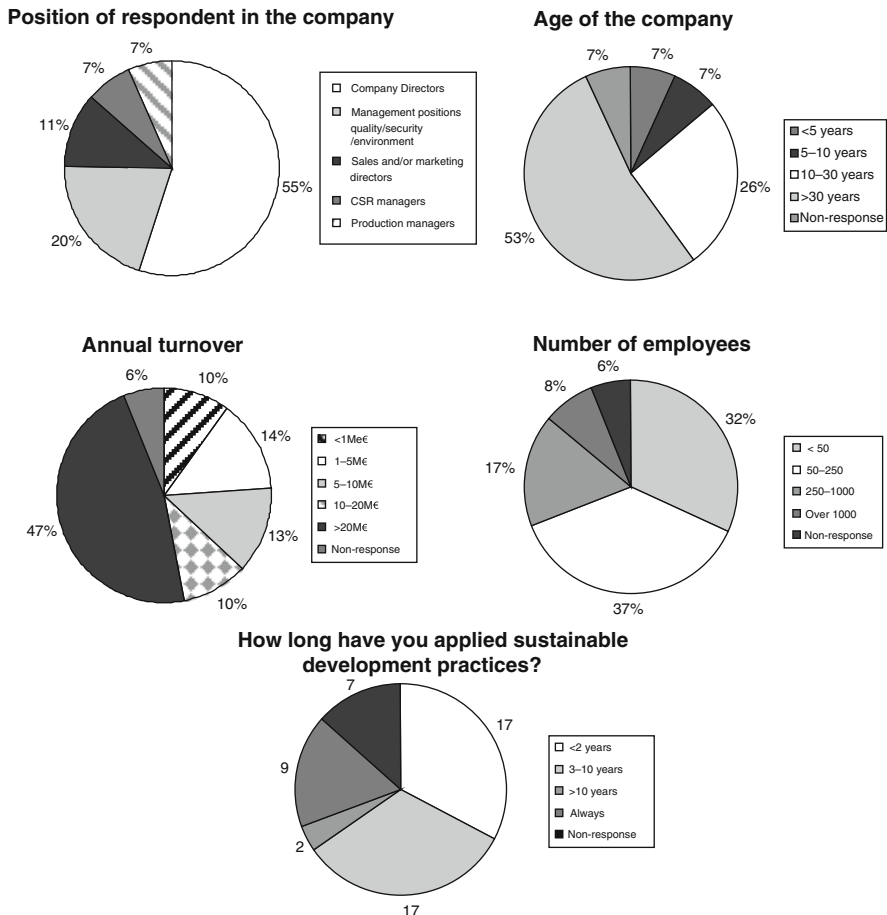 Position of respondent in the company
7%
7%
11%
20%
55%
Company Directors
Management positions
quality/security
/environment
Sales and/or marketing
directors
CSR managers
Production managers
Age of the company
7%
7%
7%
26%
53%
<5 years
5–10 years
10–30 years
>30 years
Non-response
Annual turnover
6%
10%
14%
13%
10%
47%
<1Me€
1–5M€
5–10M€
10–20M€
>20M€
Non-response
Number of employees
6%
8%
32%
17%
37%
< 50
50–250
250–1000
Over 1000
Non-response
How long have you applied sustainable
development practices?
7
17
9
2
17
<2 years
3–10 years
>10 years
Always
Non-response